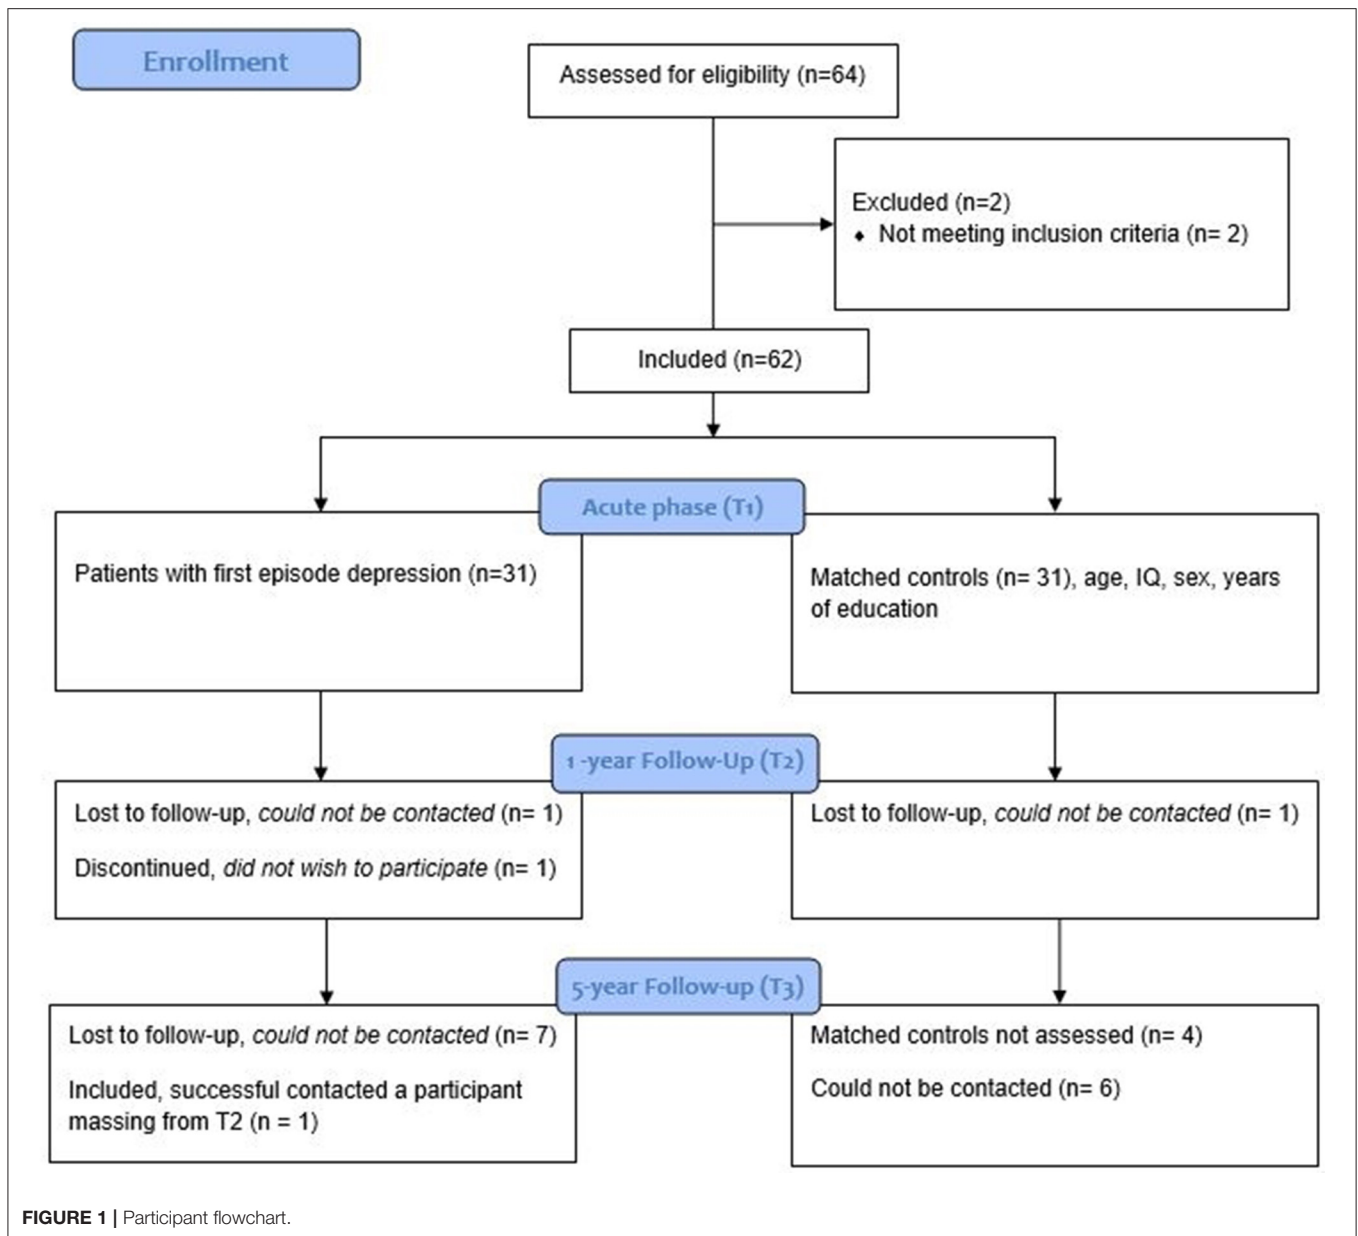 Enrollment
Assessed for eligibility (n=64)
Excluded (n=2)
⬥ Not meeting inclusion criteria (n= 2)
Included (n=62)
Acute phase (T1)
Patients with first episode depression (n=31)
Matched controls (n= 31), age, IQ, sex, years
of education
1 -year Follow-Up (T2)
Lost to follow-up, could not be contacted (n= 1)
Discontinued, did not wish to participate (n= 1)
Lost to follow-up, could not be contacted (n= 1)
5-year Follow-up (T3)
Lost to follow-up, could not be contacted (n= 7)
Included, successful contacted a participant
massing from T2 (n = 1)
Matched controls not assessed (n= 4)
Could not be contacted (n= 6)
FIGURE 1 | Participant flowchart.